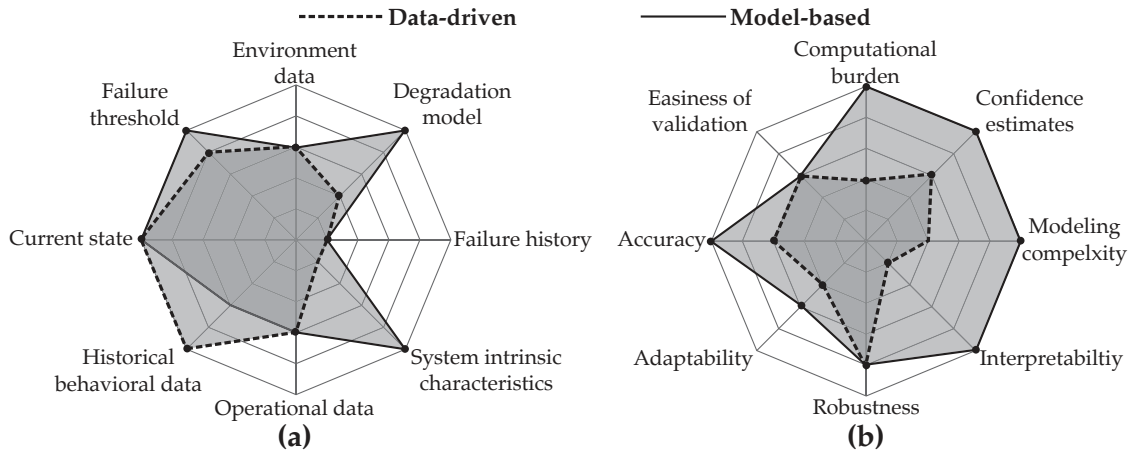 Data-driven
Model-based
Environment
data
Failure
threshold
Degradation
model
Current state
Failure history
Historical
behavioral data
System intrinsic
characteristics
Operational data
(a)
Computational
burden
Easiness of
validation
Confidence
estimates
Accuracy
Modeling
compelxity
Adaptability
Interpretabiltiy
Robustness
(b)